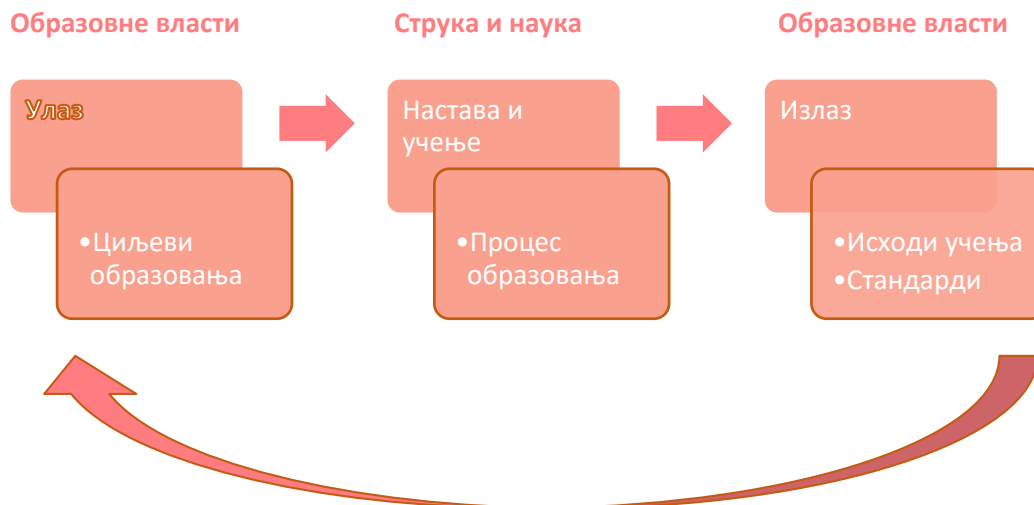 Образовне власти
Струка и наука
Образовне власти
Улаз
•Циљеви
образовања
Настава и
учење
•Процес
образовања
Излаз
•Исходи учења
•Стандарди